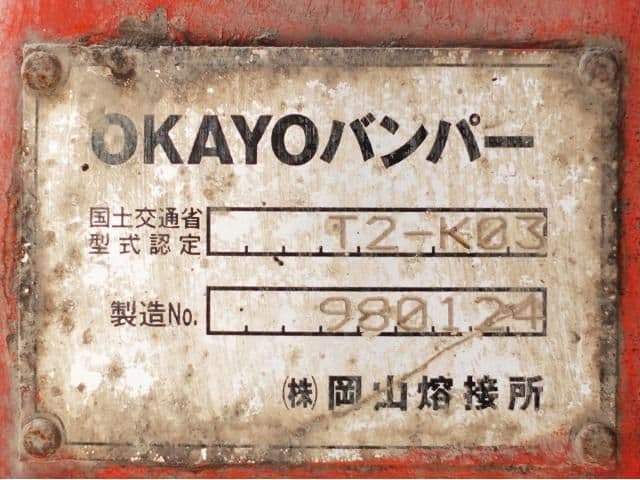 OKAYOバンパー
国土交通省
型式認定 T2-K03
製造No. 980124
㈱岡山熔接所